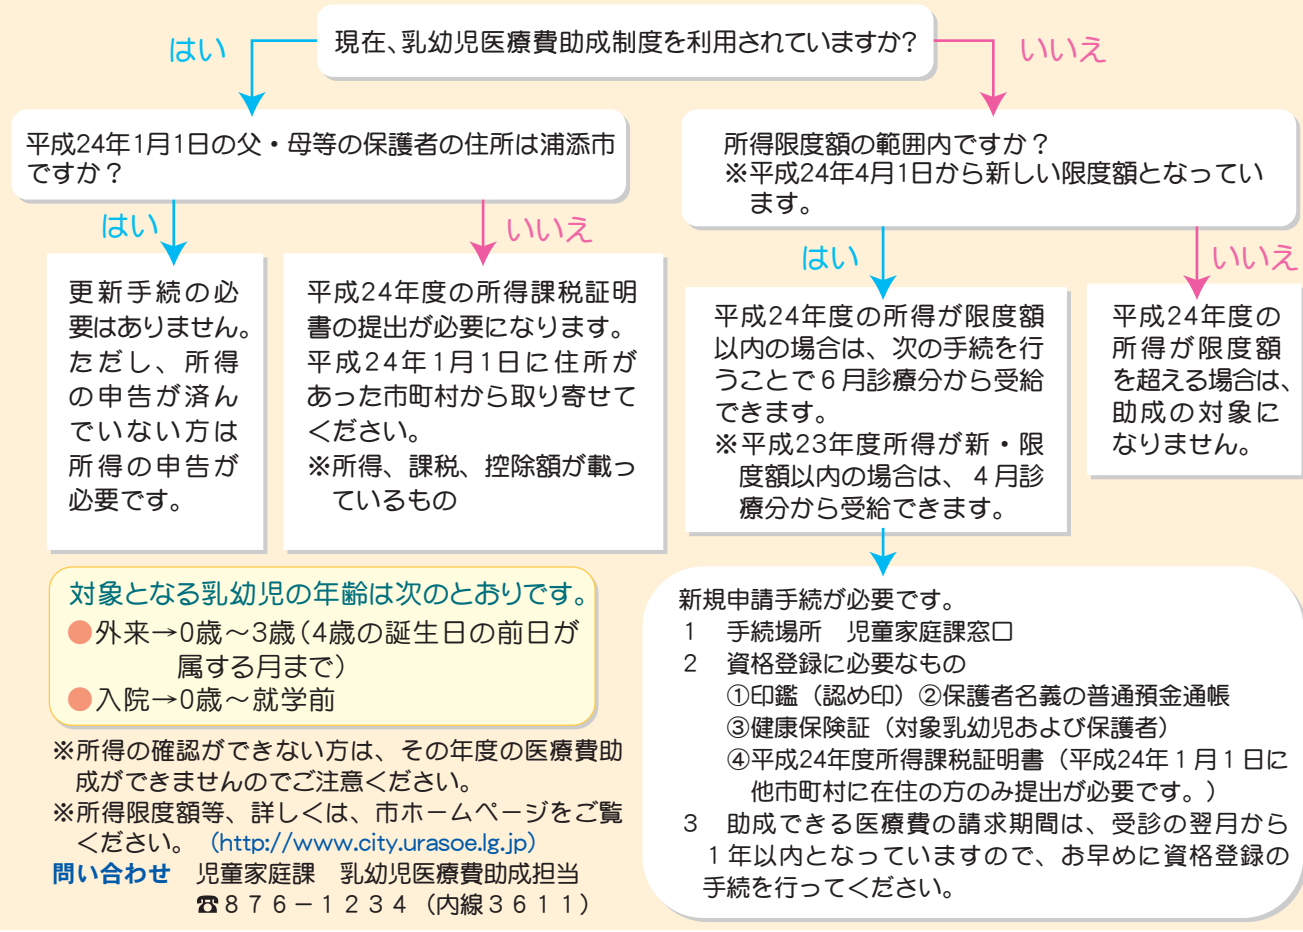 現在、乳幼児医療費助成制度を利用されていますか?
はい
いいえ
平成24年1月1日の父・母等の保護者の住所は浦添市
ですか？
はい
いいえ
更新手続の必
要はありません。
ただし、所得
の申告が済ん
でいない方は
所得の申告が
必要です。
平成24年度の所得課税証明
書の提出が必要になります。
平成24年1月1日に住所が
あった市町村から取り寄せて
ください。
※所得、課税、控除額が載っ
ているもの
所得限度額の範囲内ですか？
※平成24年4月1日から新しい限度額となってい
ます。
はい
いいえ
平成24年度の所得が限度額
以内の場合は、次の手続を行
うことで６月診療分から受給
できます。
※平成23年度所得が新・限
度額以内の場合は、４月診
療分から受給できます。
平成24年度の
所得が限度額
を超える場合は、
助成の対象に
なりません。
対象となる乳幼児の年齢は次のとおりです。
●外来→0歳～3歳（4歳の誕生日の前日が
属する月まで）
●入院→0歳～就学前
※所得の確認ができない方は、その年度の医療費助
成ができませんのでご注意ください。
※所得限度額等、詳しくは、市ホームページをご覧
ください。（http://www.city.urasoe.lg.jp）
問い合わせ　児童家庭課　乳幼児医療費助成担当
☎８７６－１２３４（内線３６１１）
新規申請手続が必要です。
１　手続場所　児童家庭課窓口
２　資格登録に必要なもの
①印鑑（認め印）②保護者名義の普通預金通帳
③健康保険証（対象乳幼児および保護者）
④平成24年度所得課税証明書（平成24年１月１日に
他市町村に在住の方のみ提出が必要です。）
３　助成できる医療費の請求期間は、受診の翌月から
１年以内となっていますので、お早めに資格登録の
手続を行ってください。